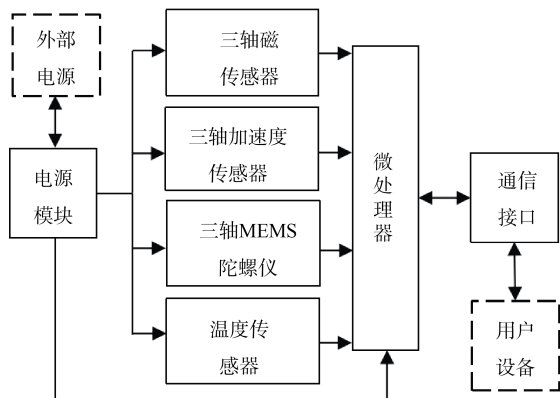 外部
电源
电源
模块
三轴磁
传感器
三轴加速度
传感器
三轴MEMS
陀螺仪
温度传
感器
微处理器
通信
接口
用户
设备